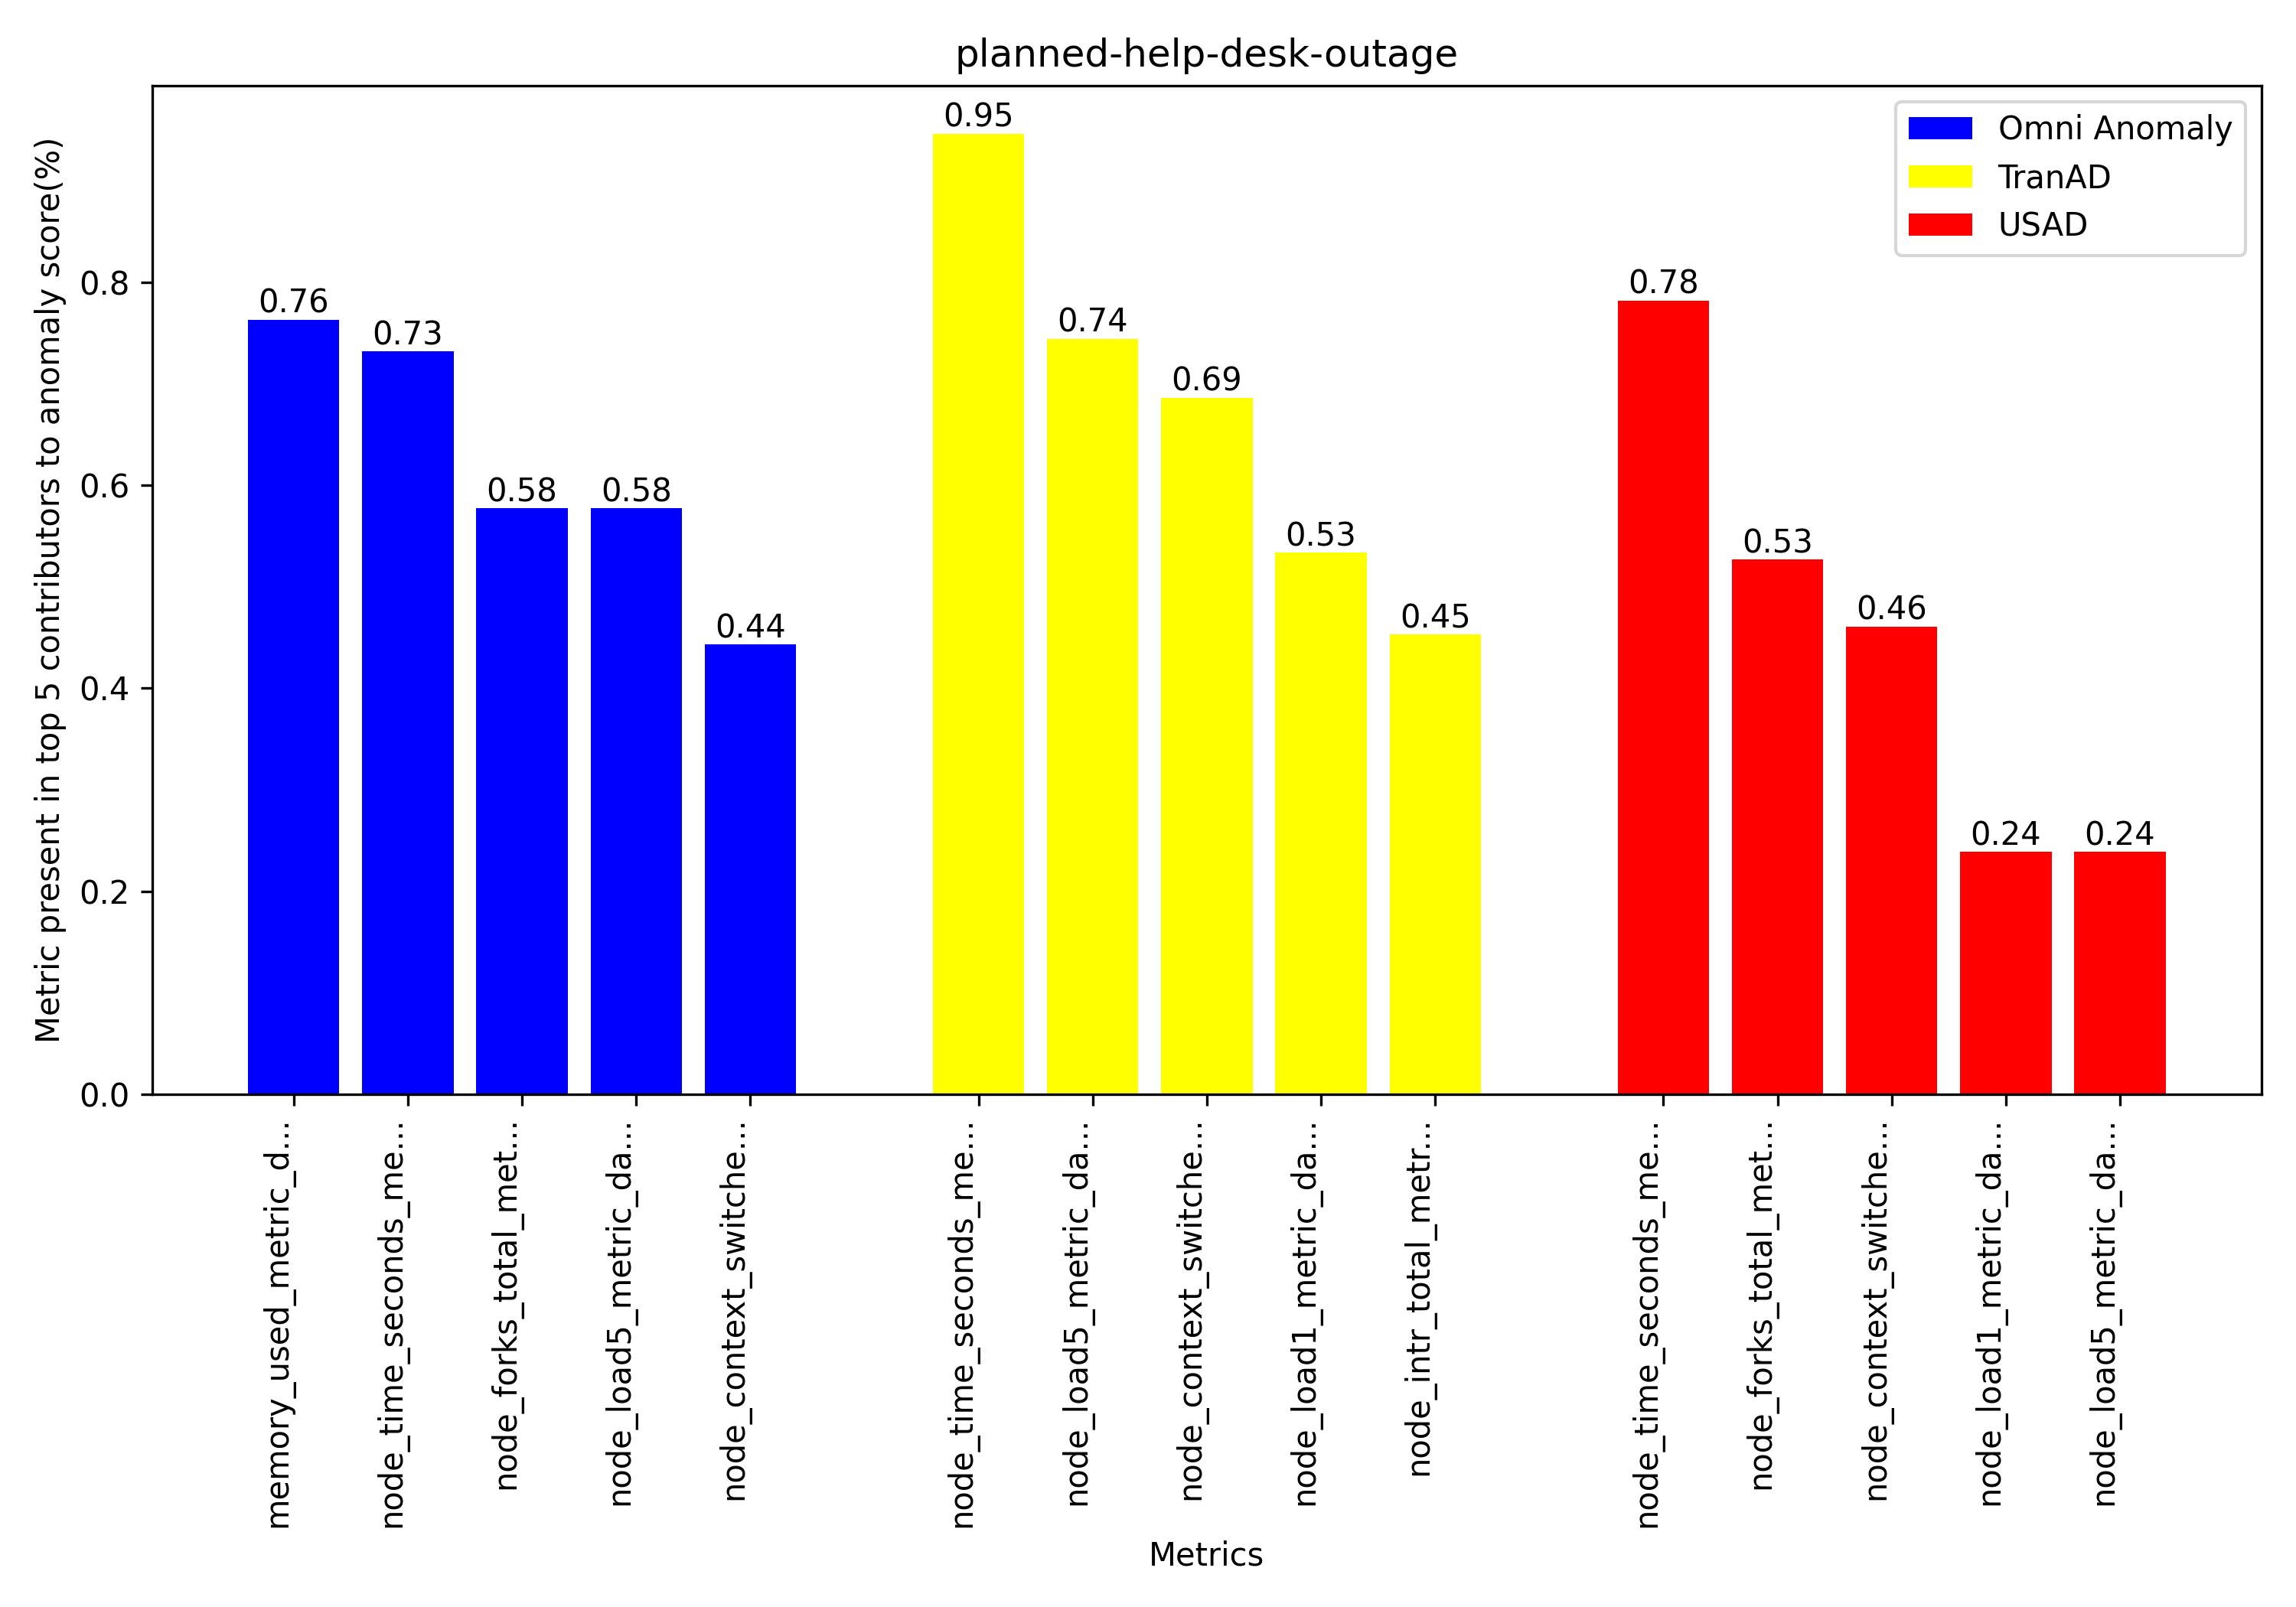 planned-help-desk-outage
Metric present in top 5 contributors to anomaly score(%)
0.8
0.6
0.4
0.2
0.0
Omni Anomaly
TranAD
USAD
0.76
0.73
0.58
0.58
0.44
0.95
0.74
0.69
0.53
0.45
0.78
0.53
0.46
0.24
0.24
memory_used_metric_d...
node_time_seconds_me...
node_forks_total_met...
node_load5_metric_da...
node_context_switche...
node_time_seconds_me...
node_load5_metric_da...
node_context_switche...
node_load1_metric_da...
node_intr_total_metr...
node_time_seconds_me...
node_forks_total_met...
node_context_switche...
node_load1_metric_da...
node_load5_metric_da...
Metrics